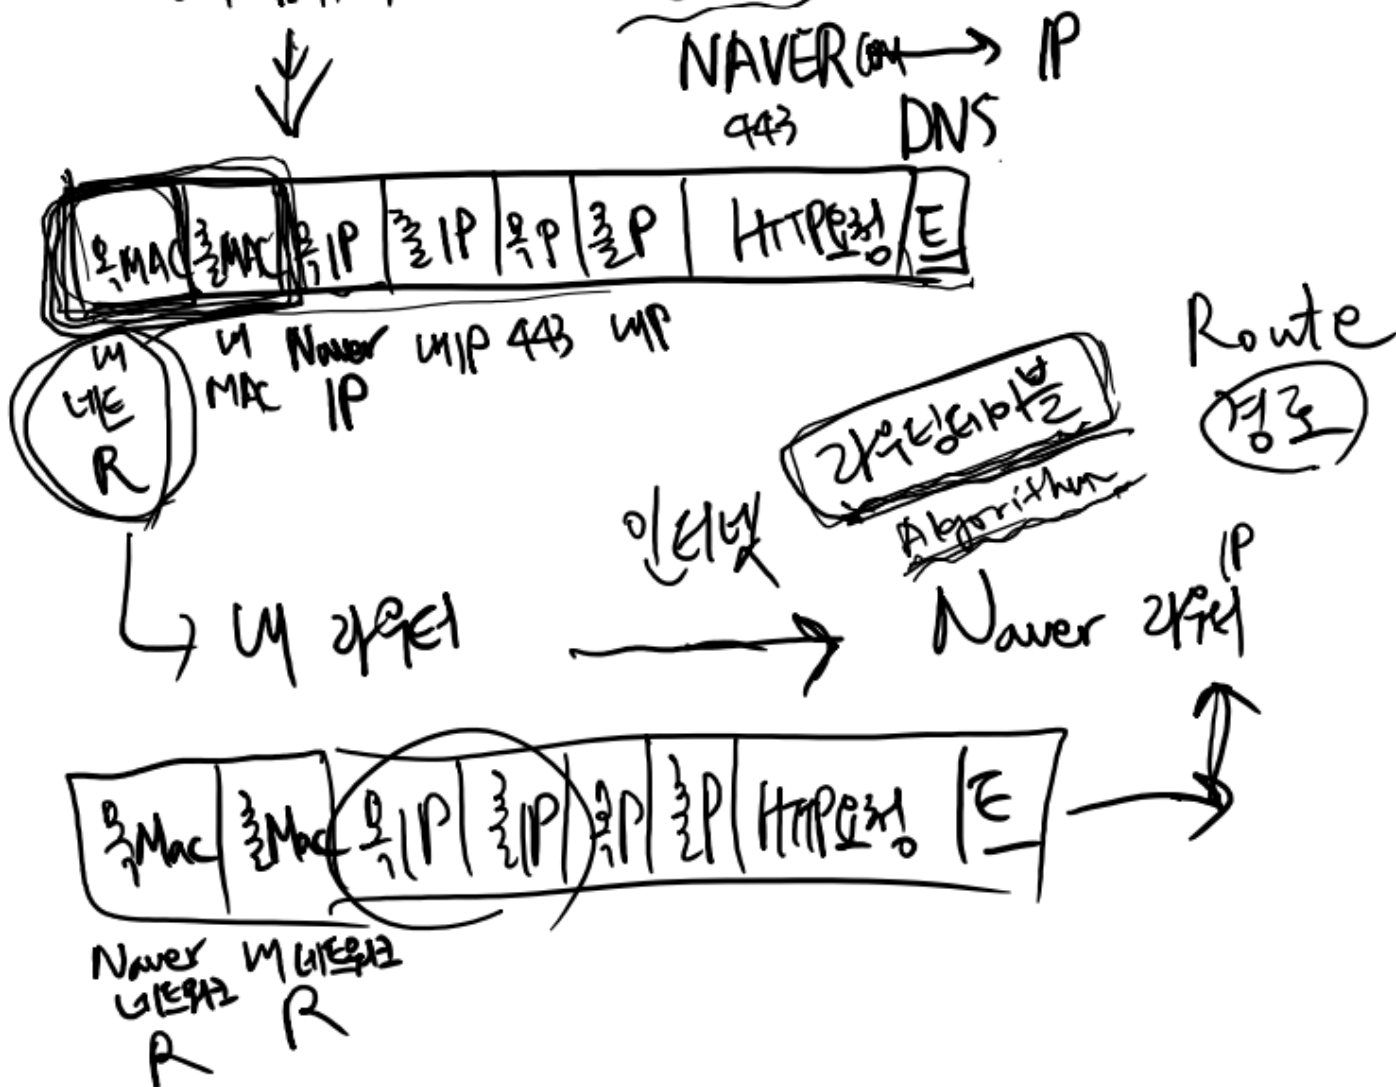 NAVER.com → IP
443 DNS
목MAC 출MAC 목IP 출IP 목P 출P HTTP요청 E
내 네트 R
내 MAC
Naver IP
내IP 443 내P
Route
경로
라우팅테이블
Algorithm
인터넷
내 라우터 → Naver 라우터
IP
목Mac 출Mac 목IP 출IP 목P 출P HTTP요청 E
Naver 네트워크 R
내 네트워크 R